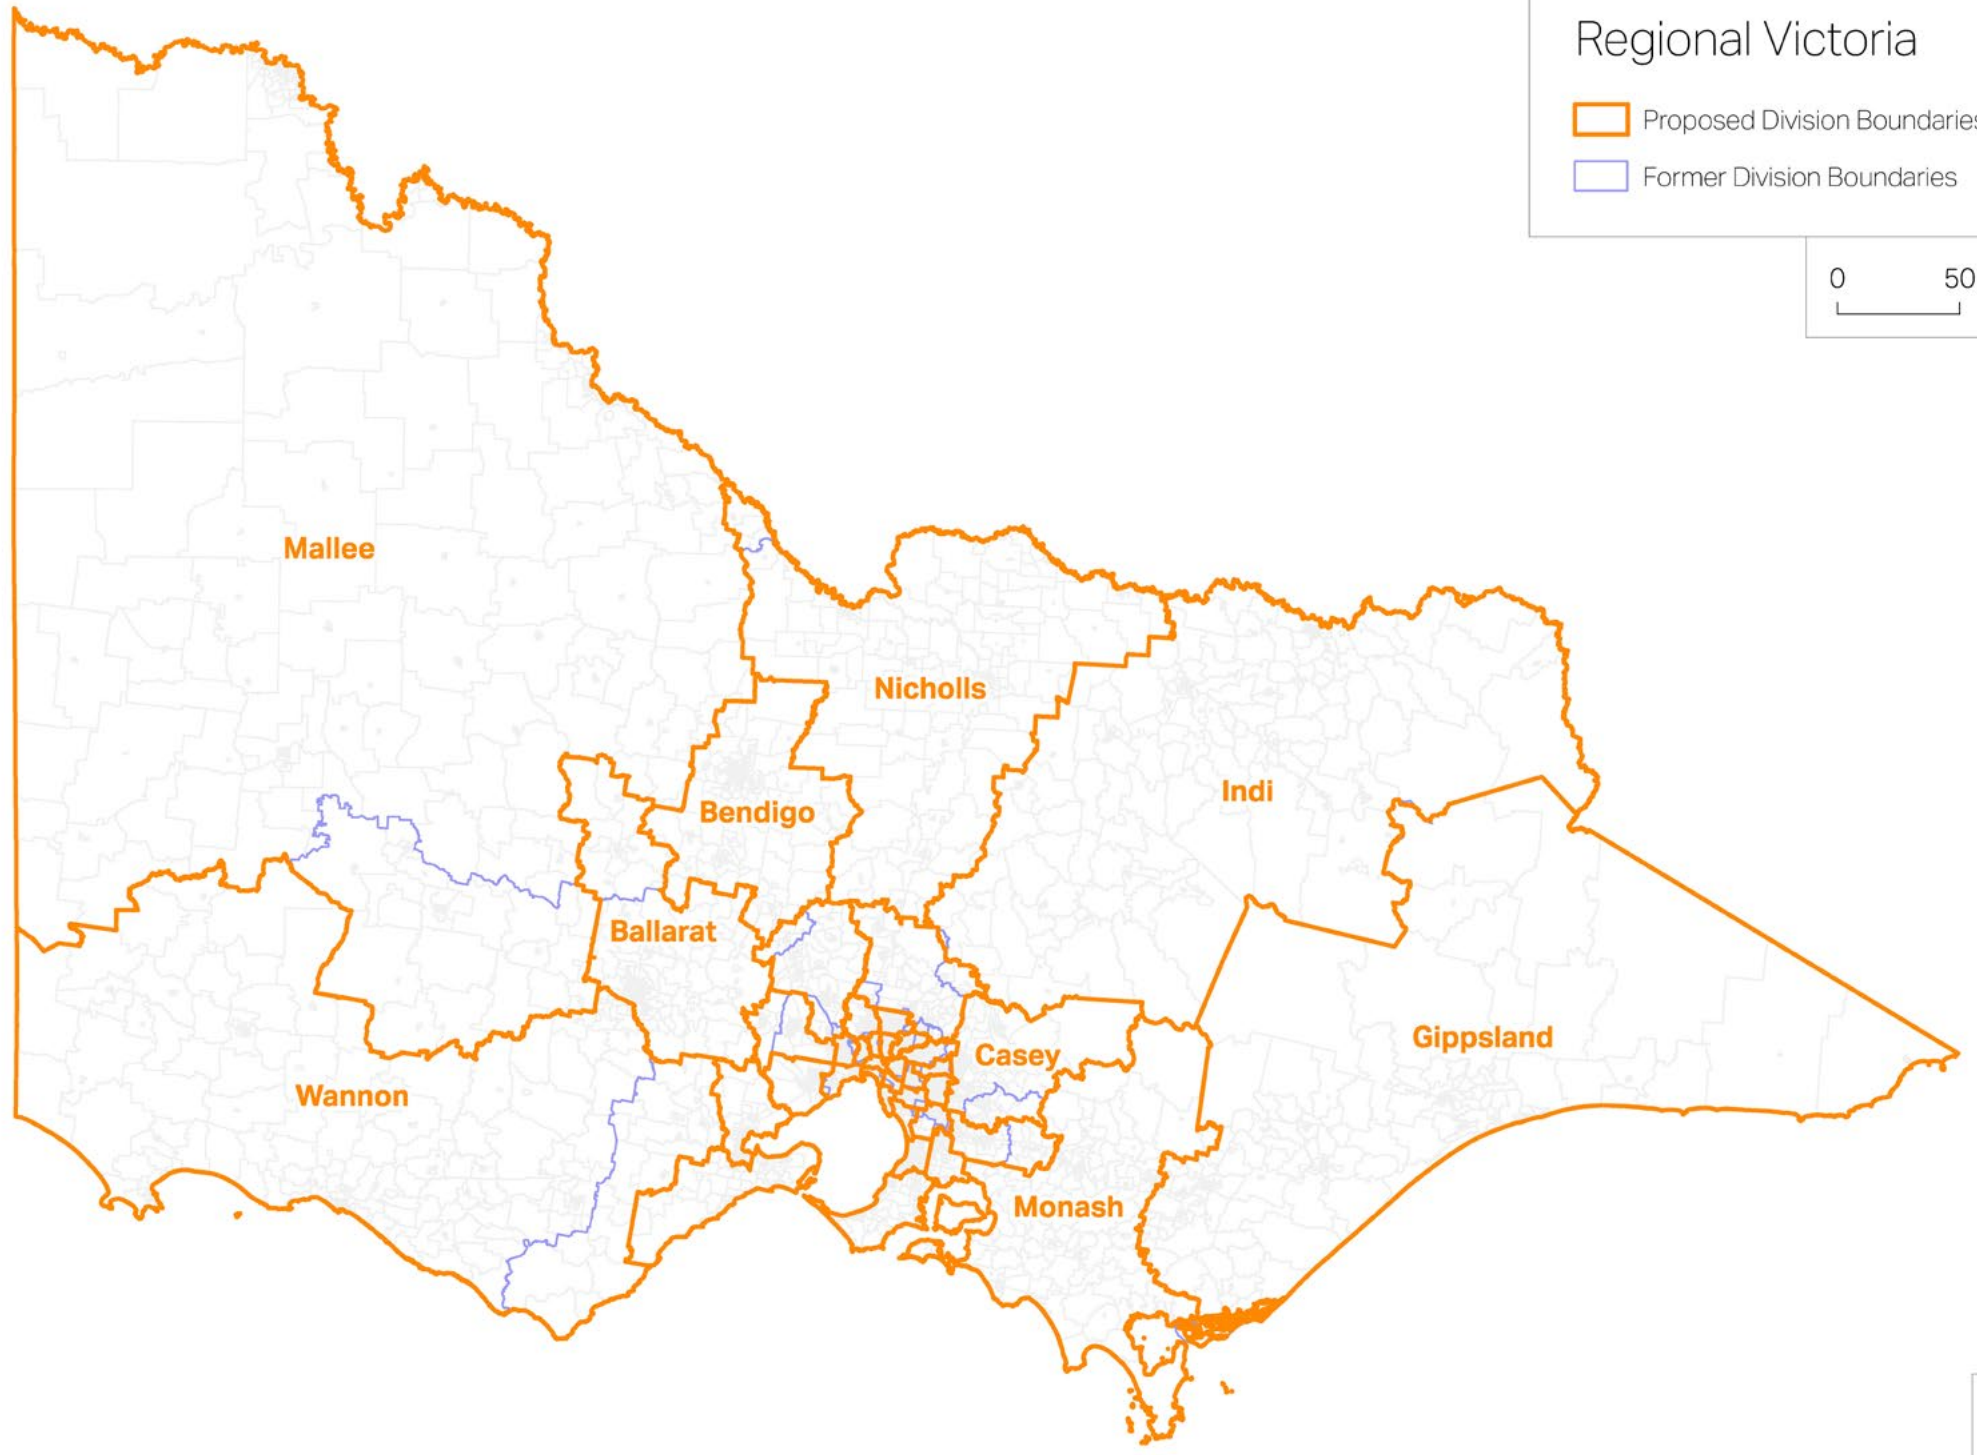 Regional Victoria
Proposed Division Boundaries
Former Division Boundaries
0 50
Mallee
Nicholls
Indi
Bendigo
Ballarat
Gippsland
Casey
Wannon
Monash